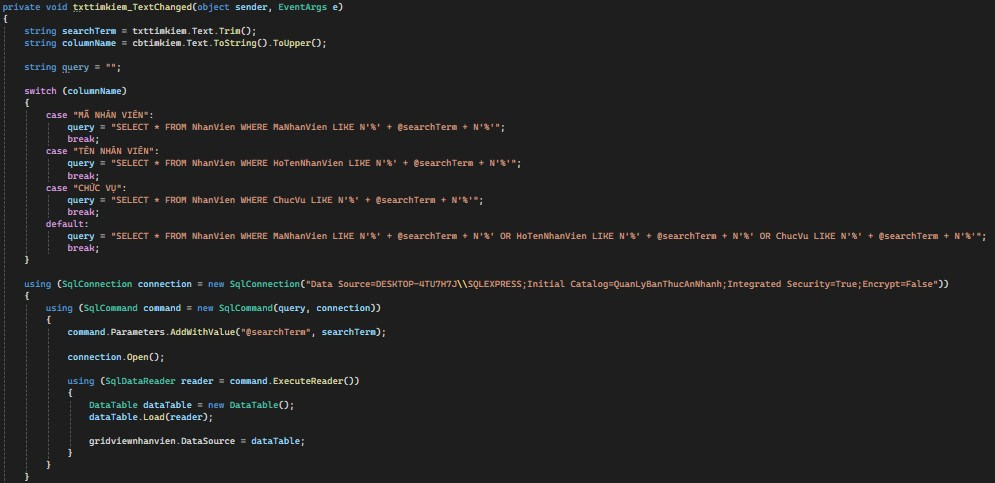 private void txttimkiem_TextChanged(object sender, EventArgs e)
{
    string searchTerm = txttimkiem.Text.Trim();
    string columnName = cbtimkiem.Text.ToString().ToUpper();

    string query = "";

    switch (columnName)
    {
        case "MÃ NHÂN VIÊN":
            query = "SELECT * FROM NhanVien WHERE MaNhanVien LIKE N'%' + @searchTerm + N'%'";
            break;
        case "TÊN NHÂN VIÊN":
            query = "SELECT * FROM NhanVien WHERE HoTenNhanVien LIKE N'%' + @searchTerm + N'%'";
            break;
        case "CHỨC VỤ":
            query = "SELECT * FROM NhanVien WHERE ChucVu LIKE N'%' + @searchTerm + N'%'";
            break;
        default:
            query = "SELECT * FROM NhanVien WHERE MaNhanVien LIKE N'%' + @searchTerm + N'%' OR HoTenNhanVien LIKE N'%' + @searchTerm + N'%' OR ChucVu LIKE N'%' + @searchTerm + N'%'";
            break;
    }

    using (SqlConnection connection = new SqlConnection("Data Source=DESKTOP-4TU7H7J\\SQLEXPRESS;Initial Catalog=QuanLyBanThucAnNhanh;Integrated Security=True;Encrypt=False"))
    {
        using (SqlCommand command = new SqlCommand(query, connection))
        {
            command.Parameters.AddWithValue("@searchTerm", searchTerm);

            connection.Open();

            using (SqlDataReader reader = command.ExecuteReader())
            {
                DataTable dataTable = new DataTable();
                dataTable.Load(reader);

                gridviewnhanvien.DataSource = dataTable;
            }
        }
    }